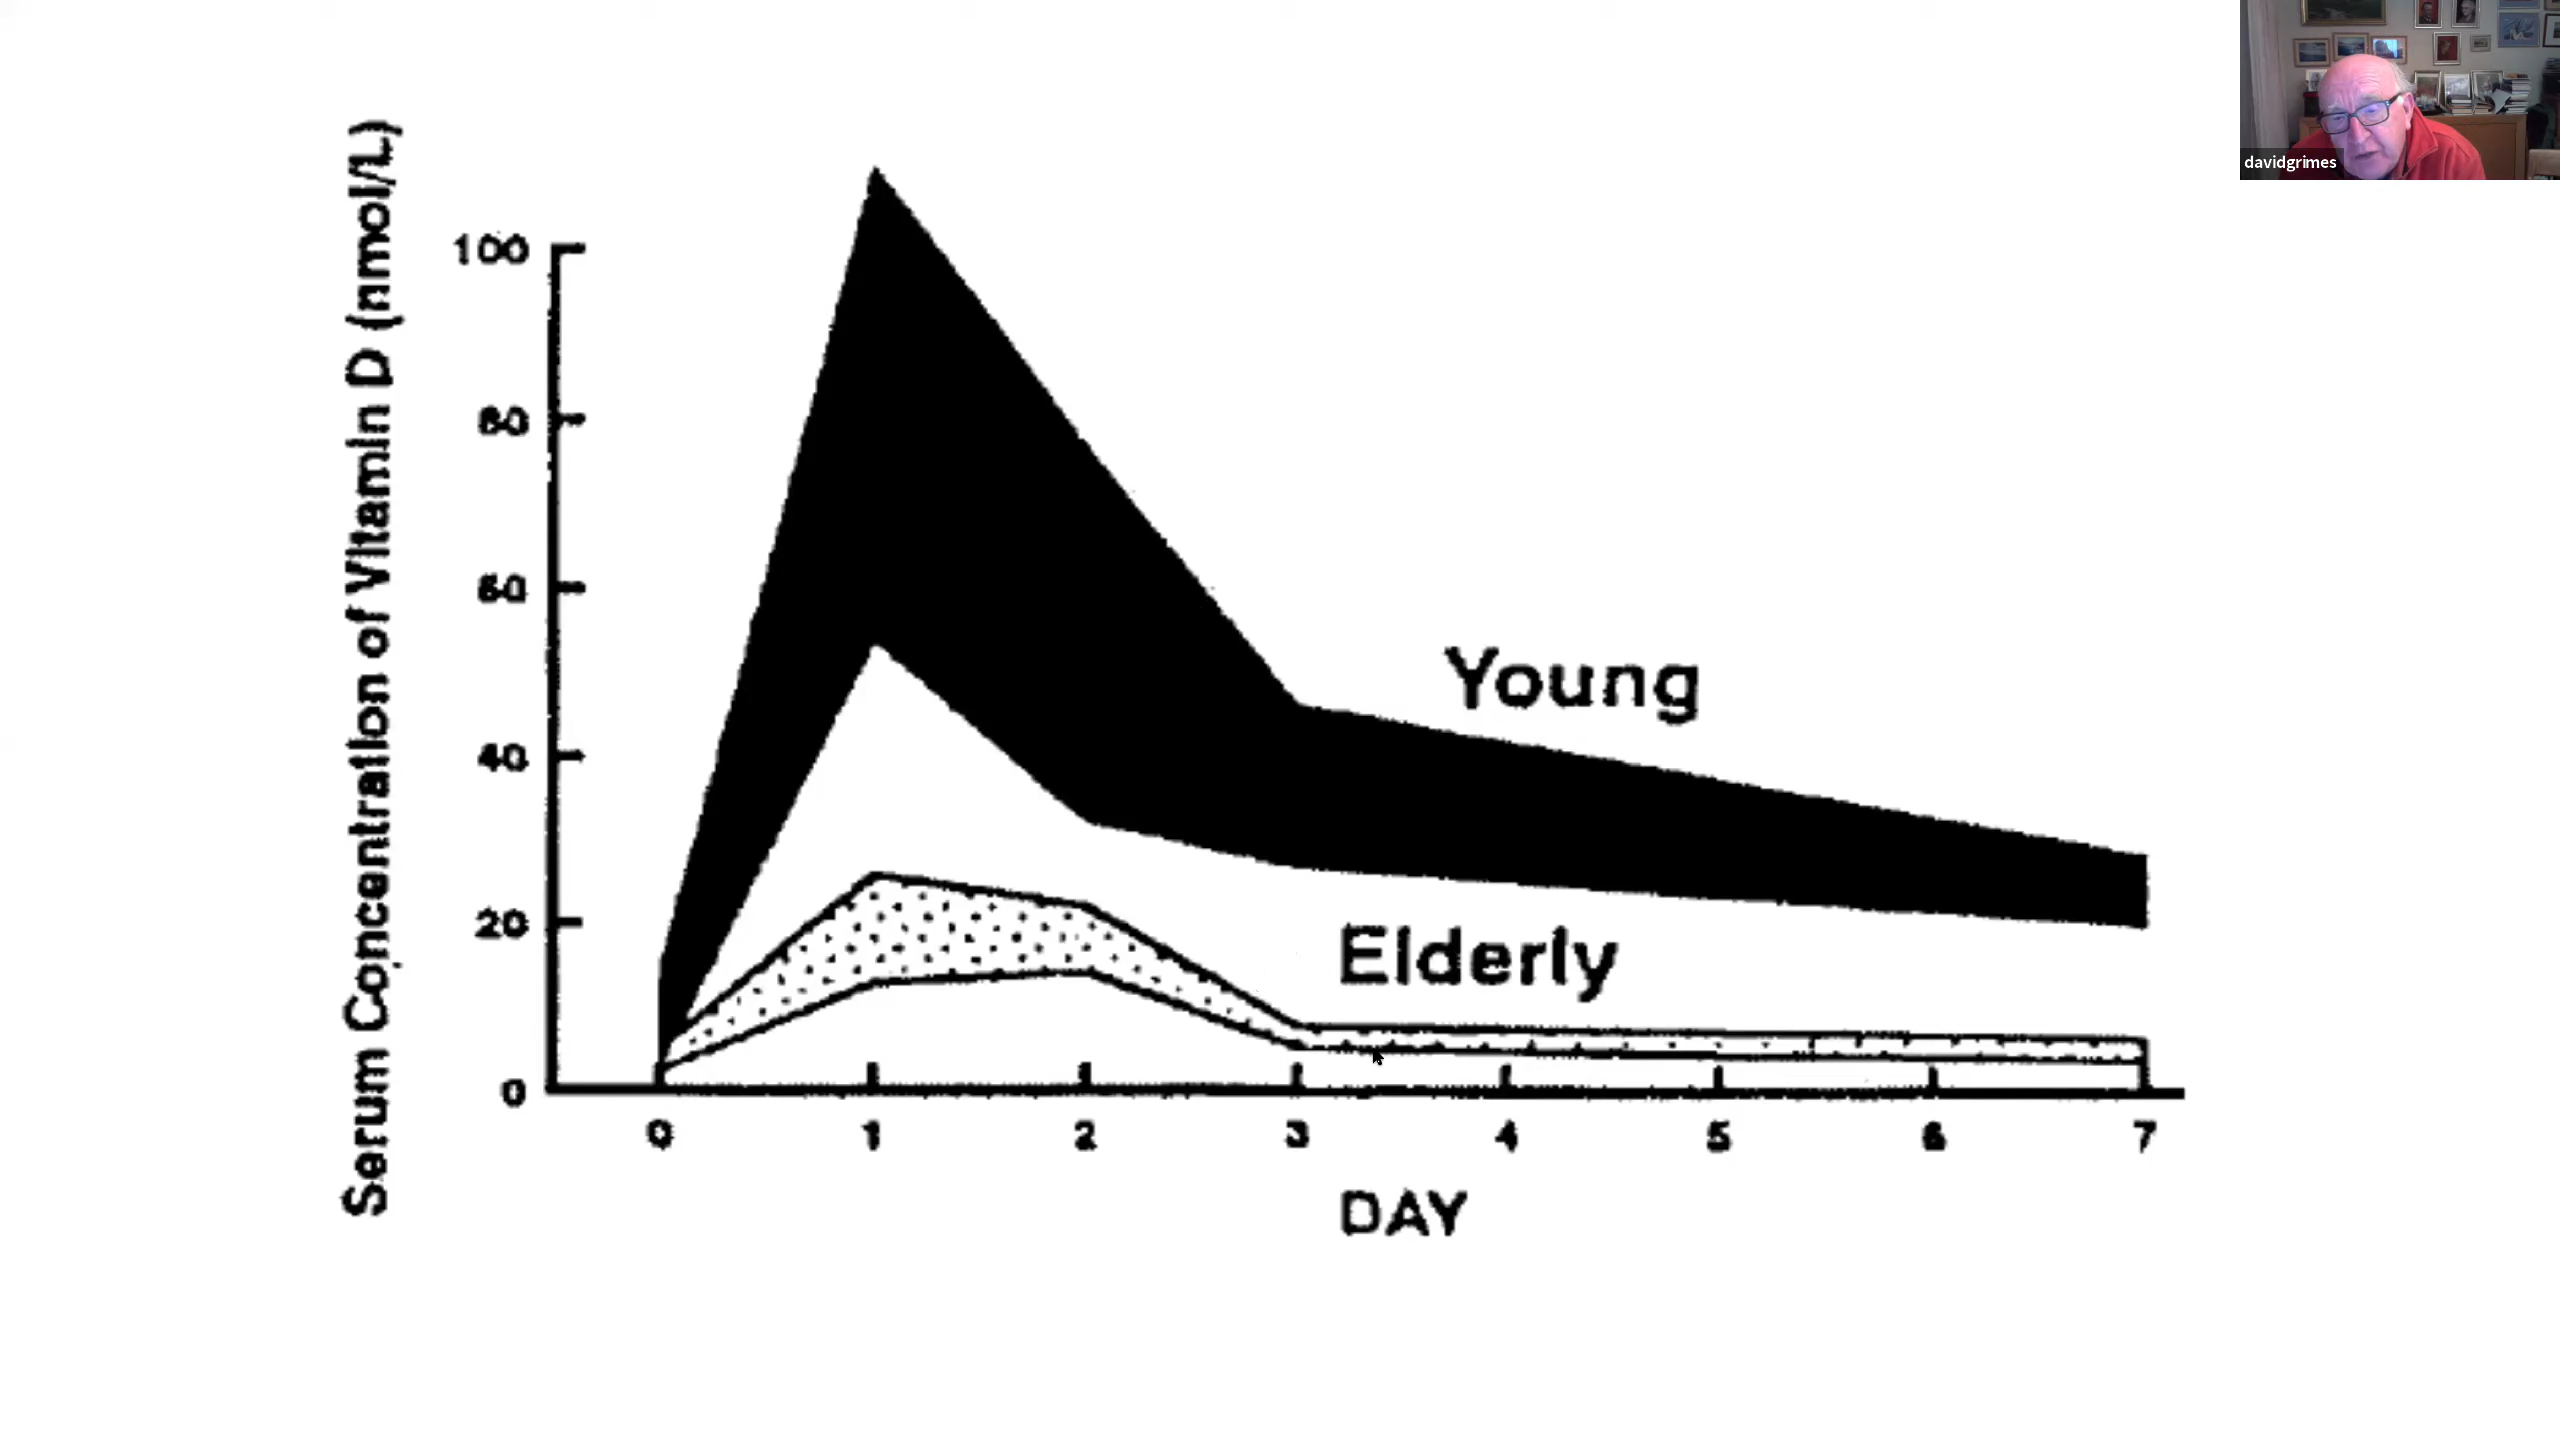 davidgrimes
Serum Concentration of Vitamin D (nmol/L)
100
80
60
40
20
0
Young
Elderly
0 1 2 3 4 5 6 7
DAY